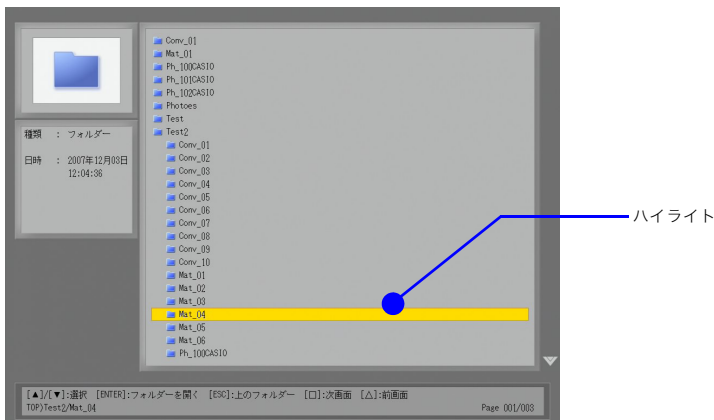 Conv_01
Mat_01
Ph_100CASIO
Ph_101CASIO
Ph_102CASIO
Photoes
Test
Test2
Conv_01
Conv_02
Conv_03
Conv_04
Conv_05
Conv_06
Conv_07
Conv_08
Conv_09
Conv_10
Mat_01
Mat_02
Mat_03
Mat_04
Mat_05
Mat_06
Ph_100CASIO
種類 : フォルダー
日時 : 2007年12月03日
12:04:36
ハイライト
[▲]/[▼]:選択 [ENTER]:フォルダーを開く [ESC]:上のフォルダー [□]:次画面 [△]:前画面
TOP)Test2/Mat_04 Page 001/003